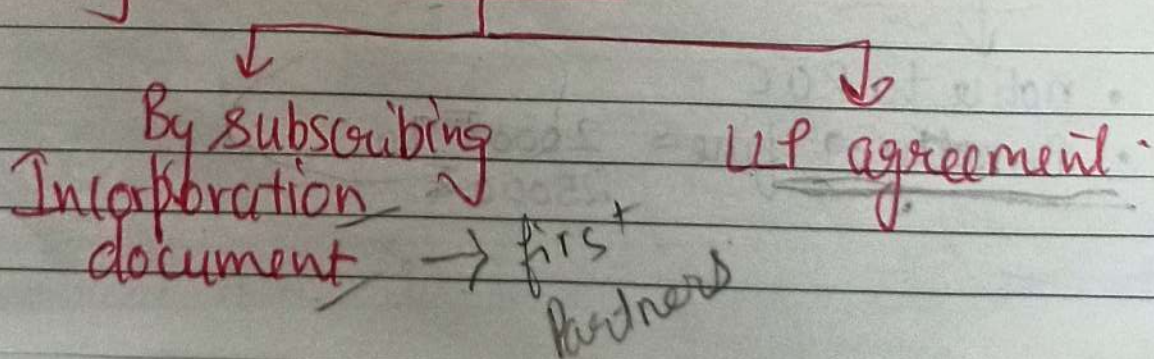 By subscribing LLP agreement.
Incorporation
document → first
Partners